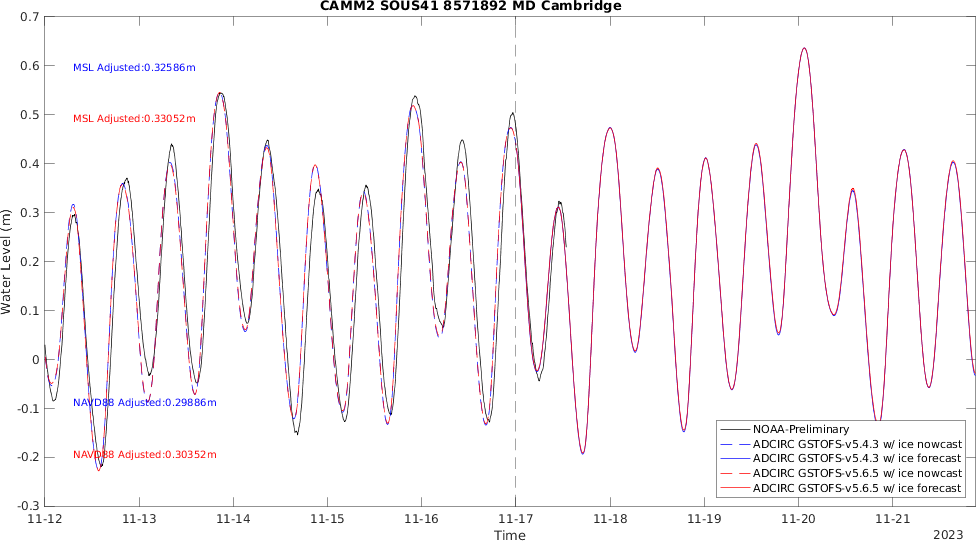 CAMM2 SOUS41 8571892 MD Cambridge
0.7
0.6
0.5
0.4
0.3
0.2
0.1
0
-0.1
-0.2
-0.3
Water Level (m)
MSL Adjusted:0.32586m
MSL Adjusted:0.33052m
NAVD88 Adjusted:0.29886m
NAVD88 Adjusted:0.30352m
NOAA-Preliminary
ADCIRC GSTOFS-v5.4.3 w/ ice nowcast
ADCIRC GSTOFS-v5.4.3 w/ ice forecast
ADCIRC GSTOFS-v5.6.5 w/ ice nowcast
ADCIRC GSTOFS-v5.6.5 w/ ice forecast
11-12 11-13 11-14 11-15 11-16 11-17 11-18 11-19 11-20 11-21
Time
2023